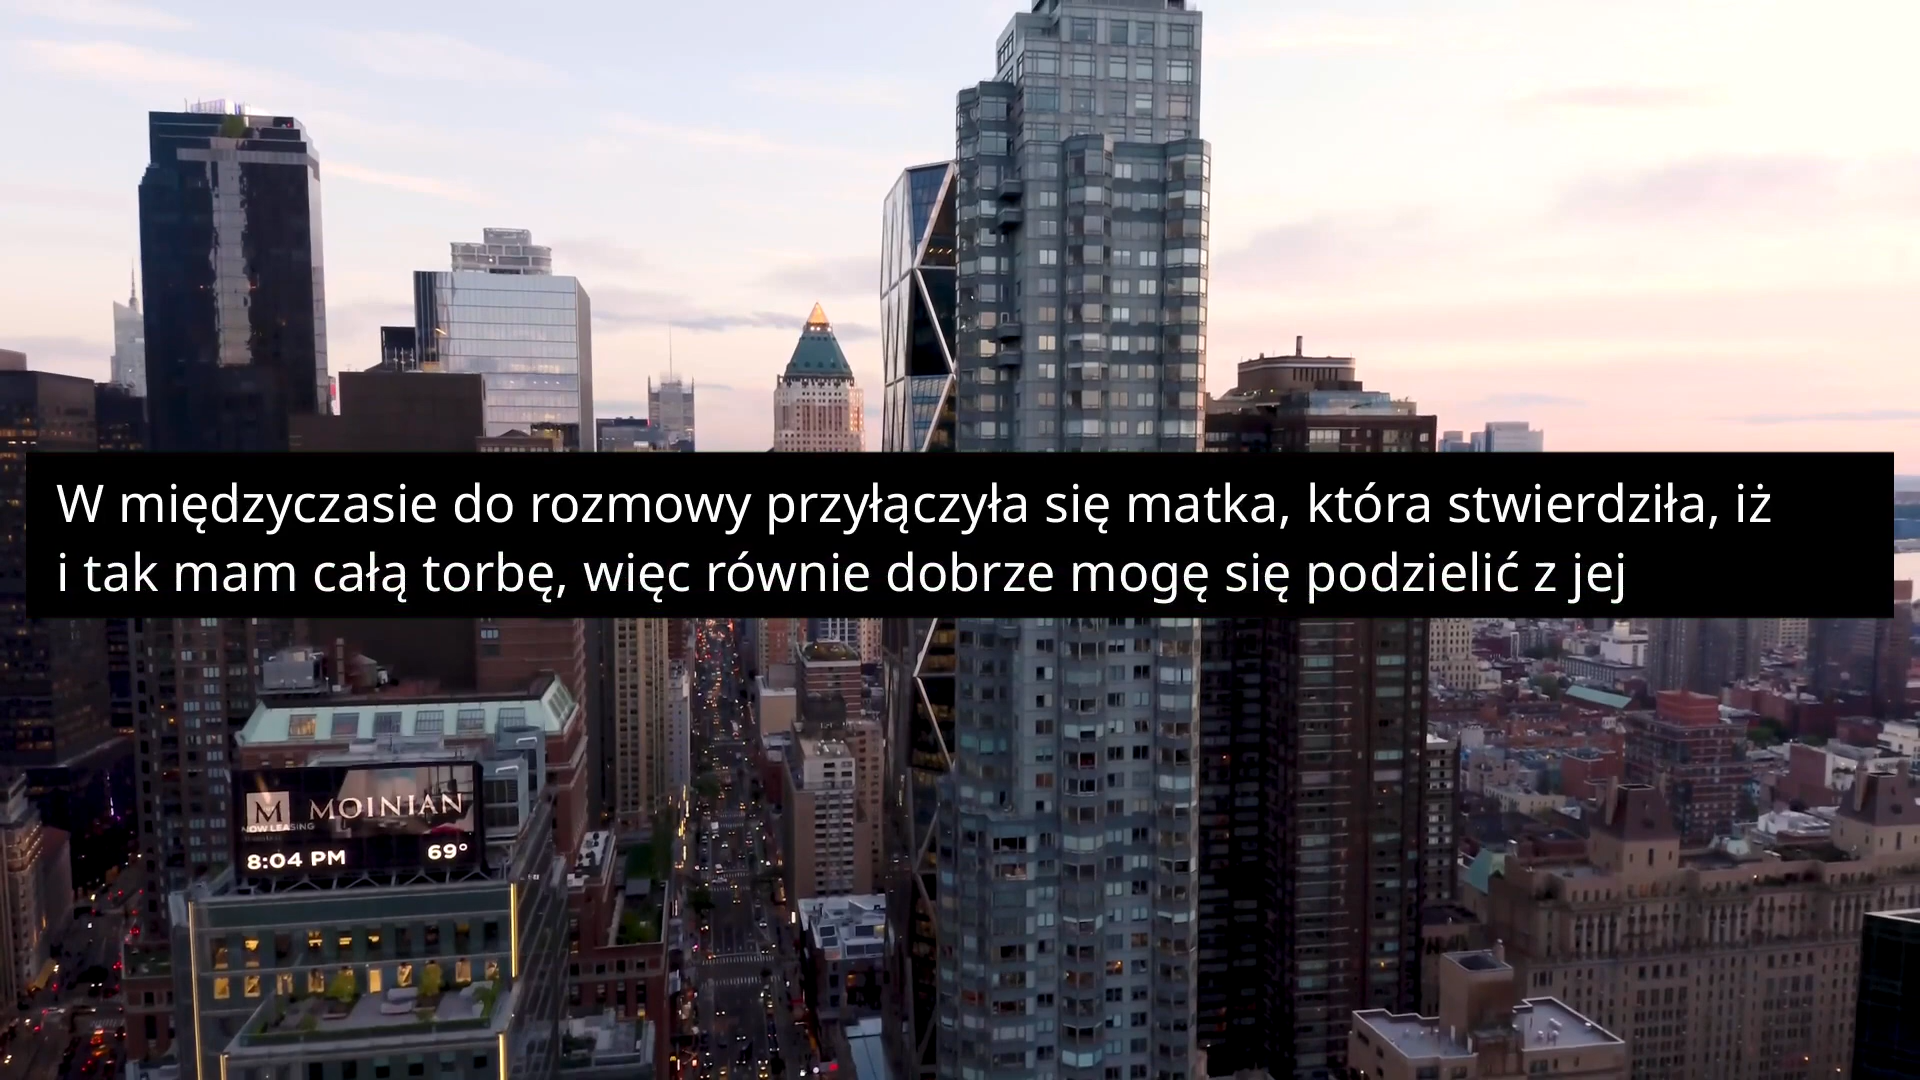 W międzyczasie do rozmowy przyłączyła się matka, która stwierdziła, iż
i tak mam całą torbę, więc równie dobrze mogę się podzielić z jej
M MOINIAN
NOW LEASING
8:04 PM 69°